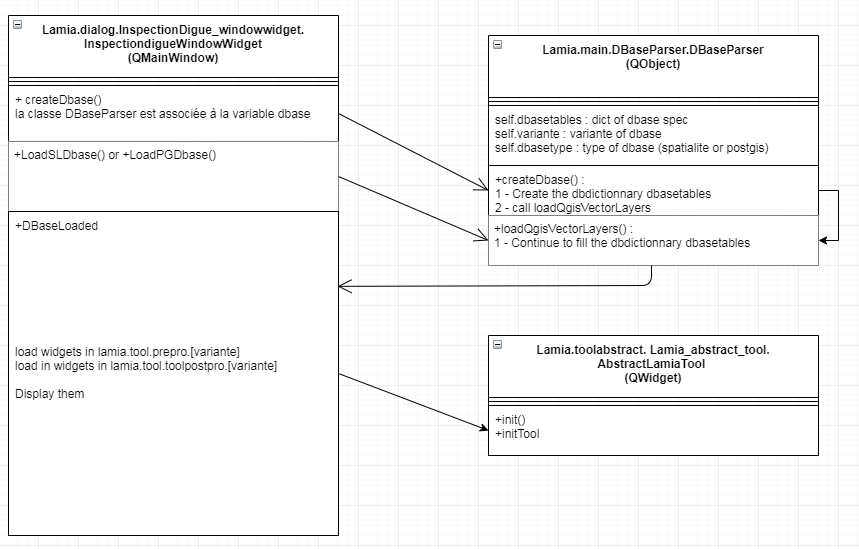 Lamia.dialog.InspectionDigue_windowwidget.
InspectiondigueWindowWidget
(QMainWindow)
+ createDbase()
la classe DBaseParser est associée à la variable dbase
+LoadSLDbase() or +LoadPGDbase()
+DBaseLoaded
load widgets in lamia.tool.prepro.[variante]
load in widgets in lamia.tool.toolpostpro.[variante]
Display them
Lamia.main.DBaseParser.DBaseParser
(QObject)
self.dbasetables : dict of dbase spec
self.variante : variante of dbase
self.dbasetype : type of dbase (spatialite or postgis)
+createDbase() :
1 - Create the dbdictionnary dbasetables
2 - call loadQgisVectorLayers
+loadQgisVectorLayers() :
1 - Continue to fill the dbdictionnary dbasetables
Lamia.toolabstract. Lamia_abstract_tool.
AbstractLamiaTool
(QWidget)
+init()
+initTool